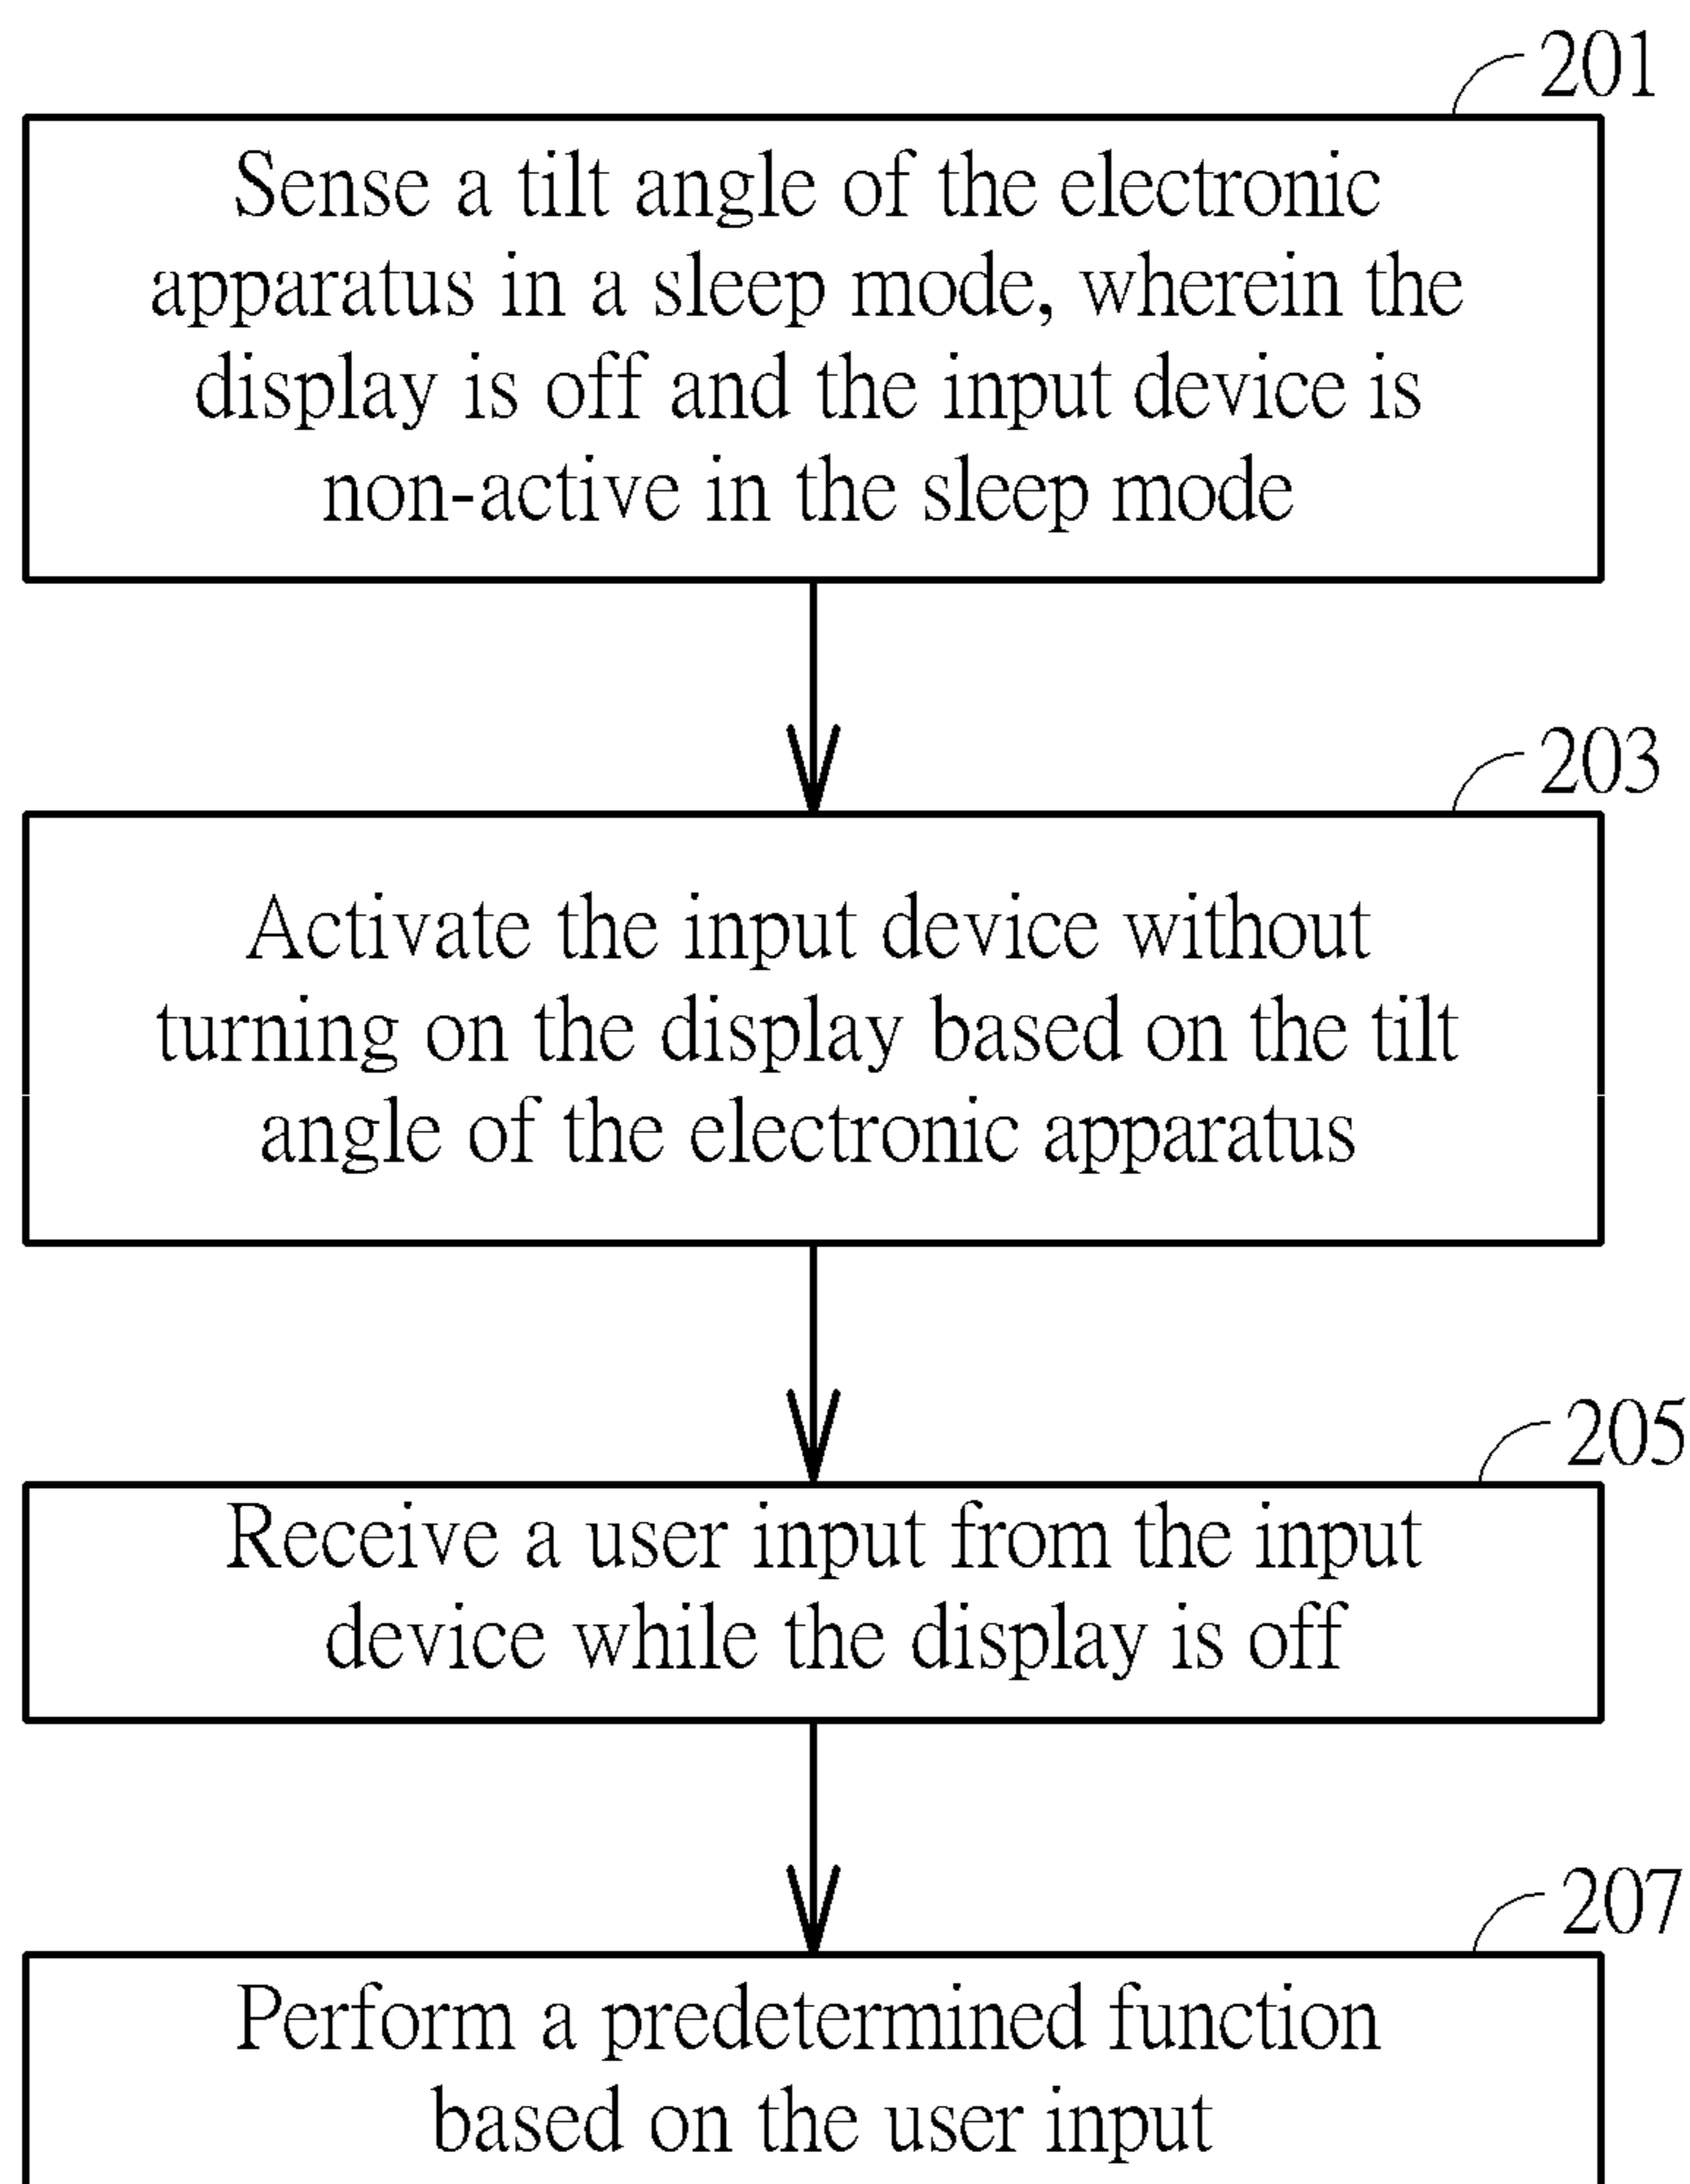 201
Sense a tilt angle of the electronic
apparatus in a sleep mode, wherein the
display is off and the input device is
non-active in the sleep mode
203
Activate the input device without
turning on the display based on the tilt
angle of the electronic apparatus
205
Receive a user input from the input
device while the display is off
207
Perform a predetermined function
based on the user input